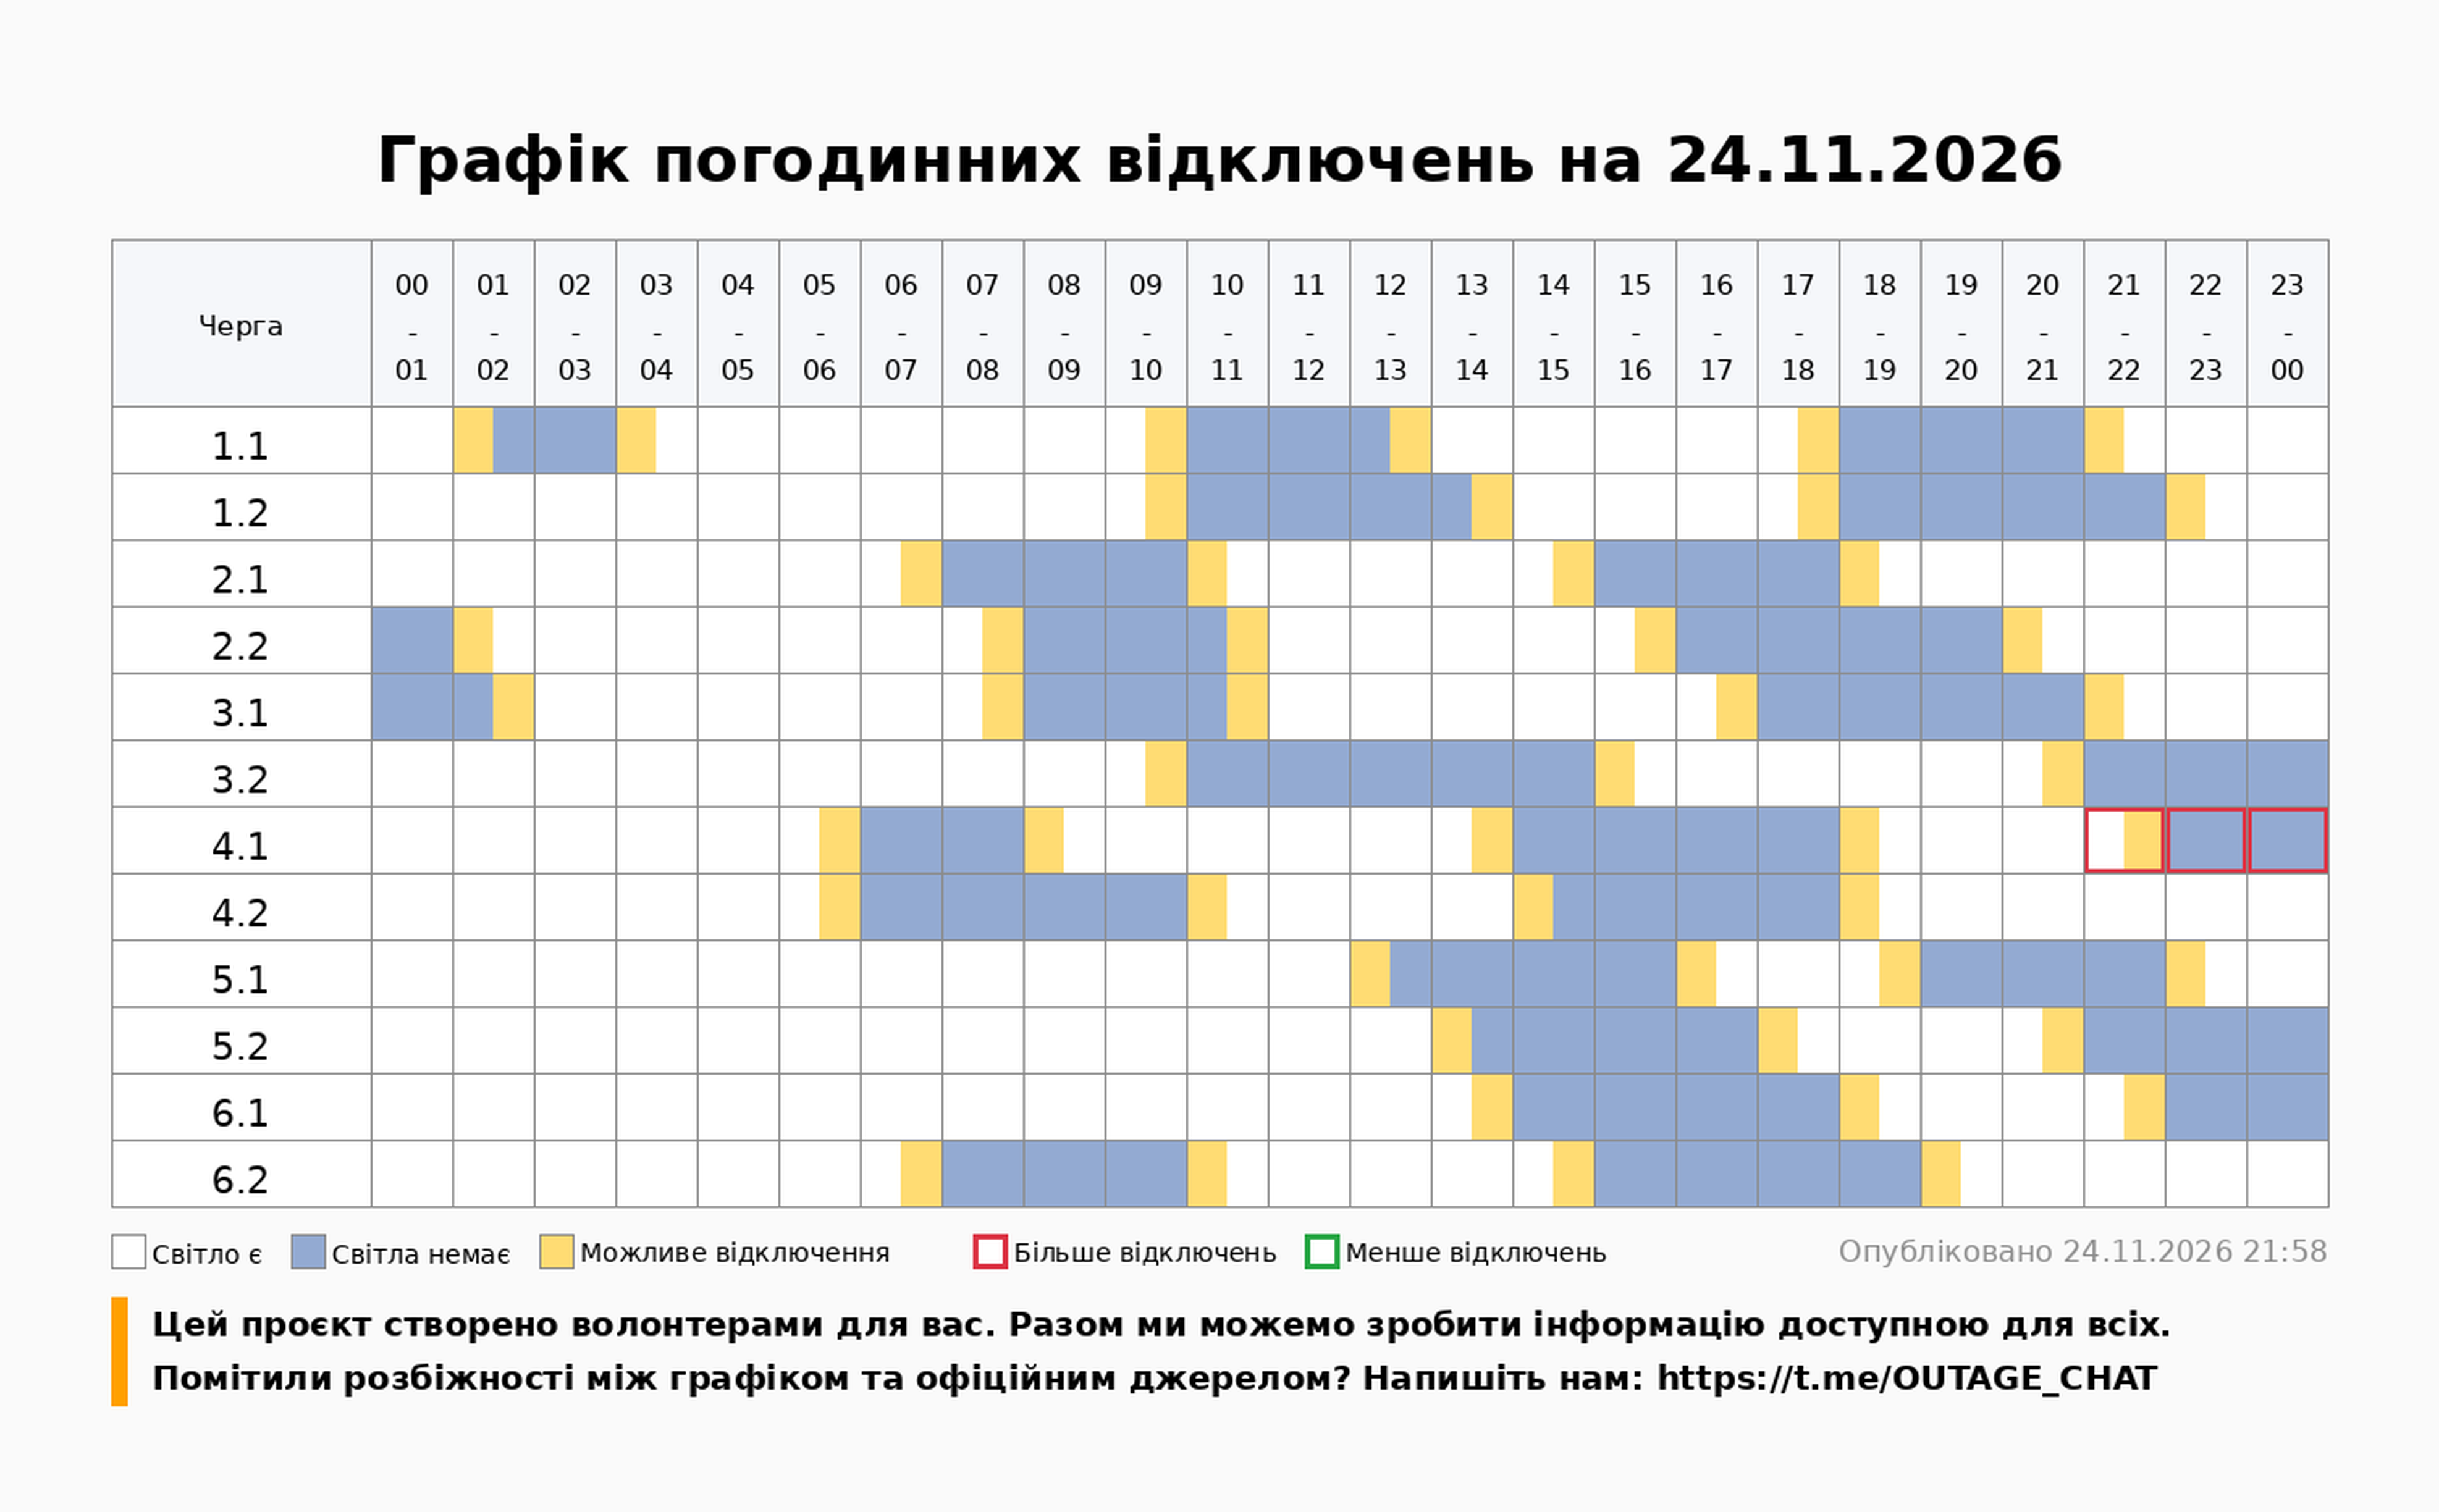 Графік погодинних відключень на 24.11.2026
Черга 00 - 01 01 - 02 02 - 03 03 - 04 04 - 05 05 - 06 06 - 07 07 - 08 08 - 09 09 - 10 10 - 11 11 - 12 12 - 13 13 - 14 14 - 15 15 - 16 16 - 17 17 - 18 18 - 19 19 - 20 20 - 21 21 - 22 22 - 23 23 - 00
1.1
1.2
2.1
2.2
3.1
3.2
4.1
4.2
5.1
5.2
6.1
6.2
Світло є Світла немає Можливе відключення Більше відключень Менше відключень Опубліковано 24.11.2026 21:58
Цей проєкт створено волонтерами для вас. Разом ми можемо зробити інформацію доступною для всіх.
Помітили розбіжності між графіком та офіційним джерелом? Напишіть нам: https://t.me/OUTAGE_CHAT